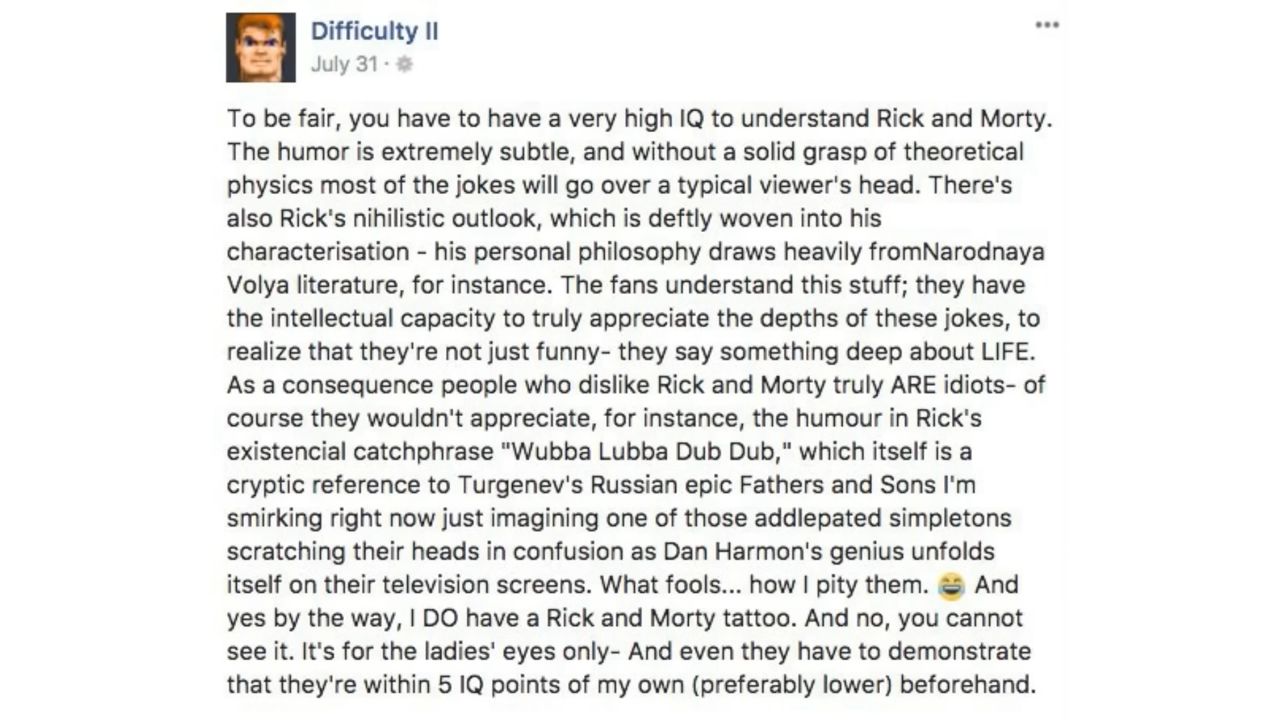 Difficulty II
July 31 ·
To be fair, you have to have a very high IQ to understand Rick and Morty.
The humor is extremely subtle, and without a solid grasp of theoretical
physics most of the jokes will go over a typical viewer's head. There's
also Rick's nihilistic outlook, which is deftly woven into his
characterisation - his personal philosophy draws heavily fromNarodnaya
Volya literature, for instance. The fans understand this stuff; they have
the intellectual capacity to truly appreciate the depths of these jokes, to
realize that they're not just funny- they say something deep about LIFE.
As a consequence people who dislike Rick and Morty truly ARE idiots- of
course they wouldn't appreciate, for instance, the humour in Rick's
existencial catchphrase "Wubba Lubba Dub Dub," which itself is a
cryptic reference to Turgenev's Russian epic Fathers and Sons I'm
smirking right now just imagining one of those addlepated simpletons
scratching their heads in confusion as Dan Harmon's genius unfolds
itself on their television screens. What fools... how I pity them. 😂 And
yes by the way, I DO have a Rick and Morty tattoo. And no, you cannot
see it. It's for the ladies' eyes only- And even they have to demonstrate
that they're within 5 IQ points of my own (preferably lower) beforehand.